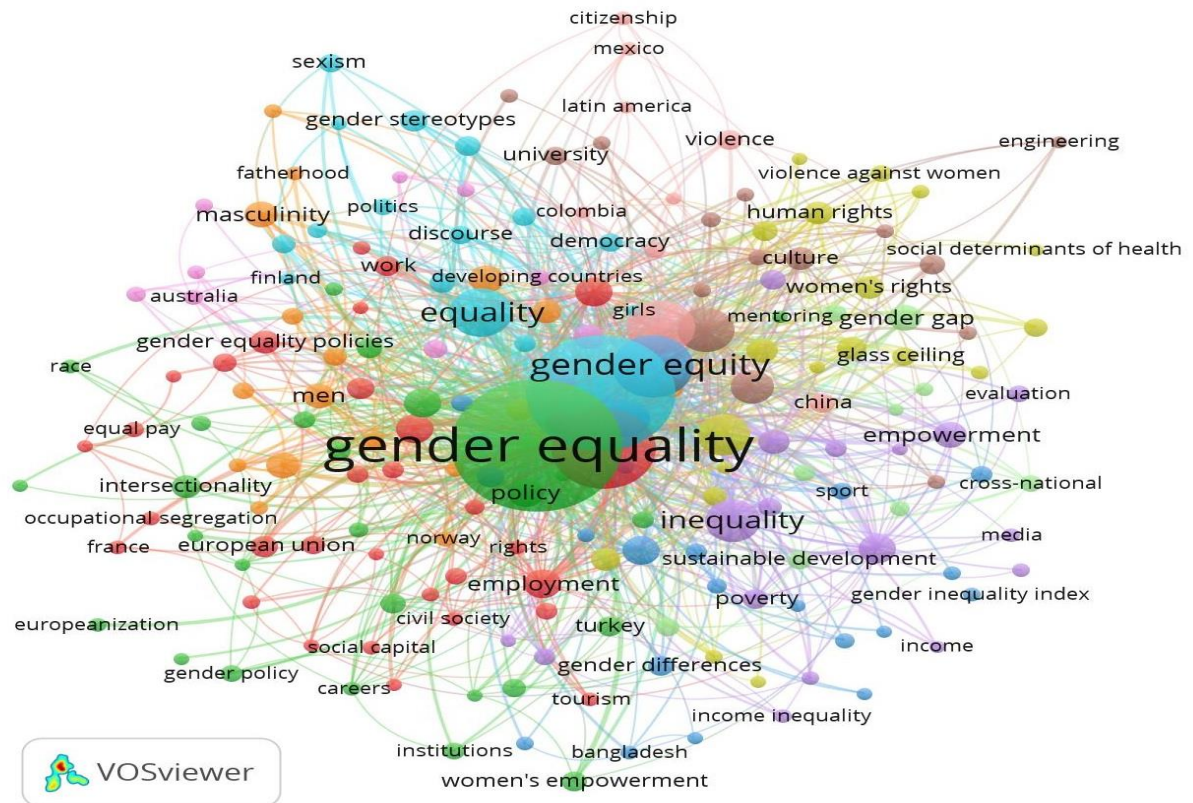 citizenship
mexico
sexism
latin america
gender stereotypes
violence
engineering
university
fatherhood
violence against women
masculinity
politics
colombia
human rights
discourse
democracy
social determinants of health
work
culture
finland
developing countries
women's rights
australia
equality
girls
mentoring
gender gap
gender equality policies
glass ceiling
race
gender equity
men
china
evaluation
equal pay
gender equality
empowerment
intersectionality
policy
sport
cross-national
occupational segregation
inequality
france
european union
norway
rights
sustainable development
media
employment
poverty
gender inequality index
europeanization
civil society
turkey
social capital
gender differences
income
gender policy
careers
tourism
income inequality
institutions
bangladesh
VOSviewer
women's empowerment